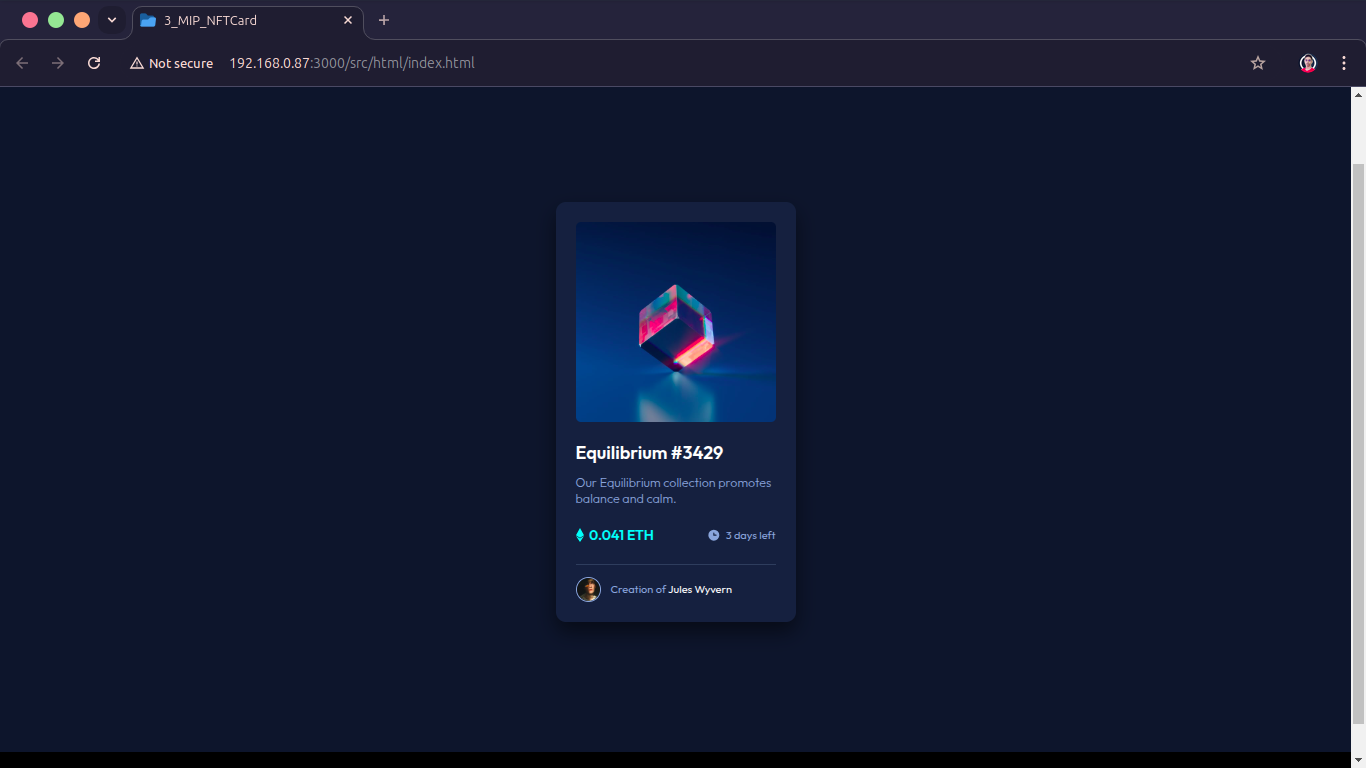 3_MIP_NFTCard
Not secure
192.168.0.87:3000/src/html/index.html
Equilibrium #3429
Our Equilibrium collection promotes
balance and calm.
0.041 ETH
3 days left
Creation of Jules Wyvern